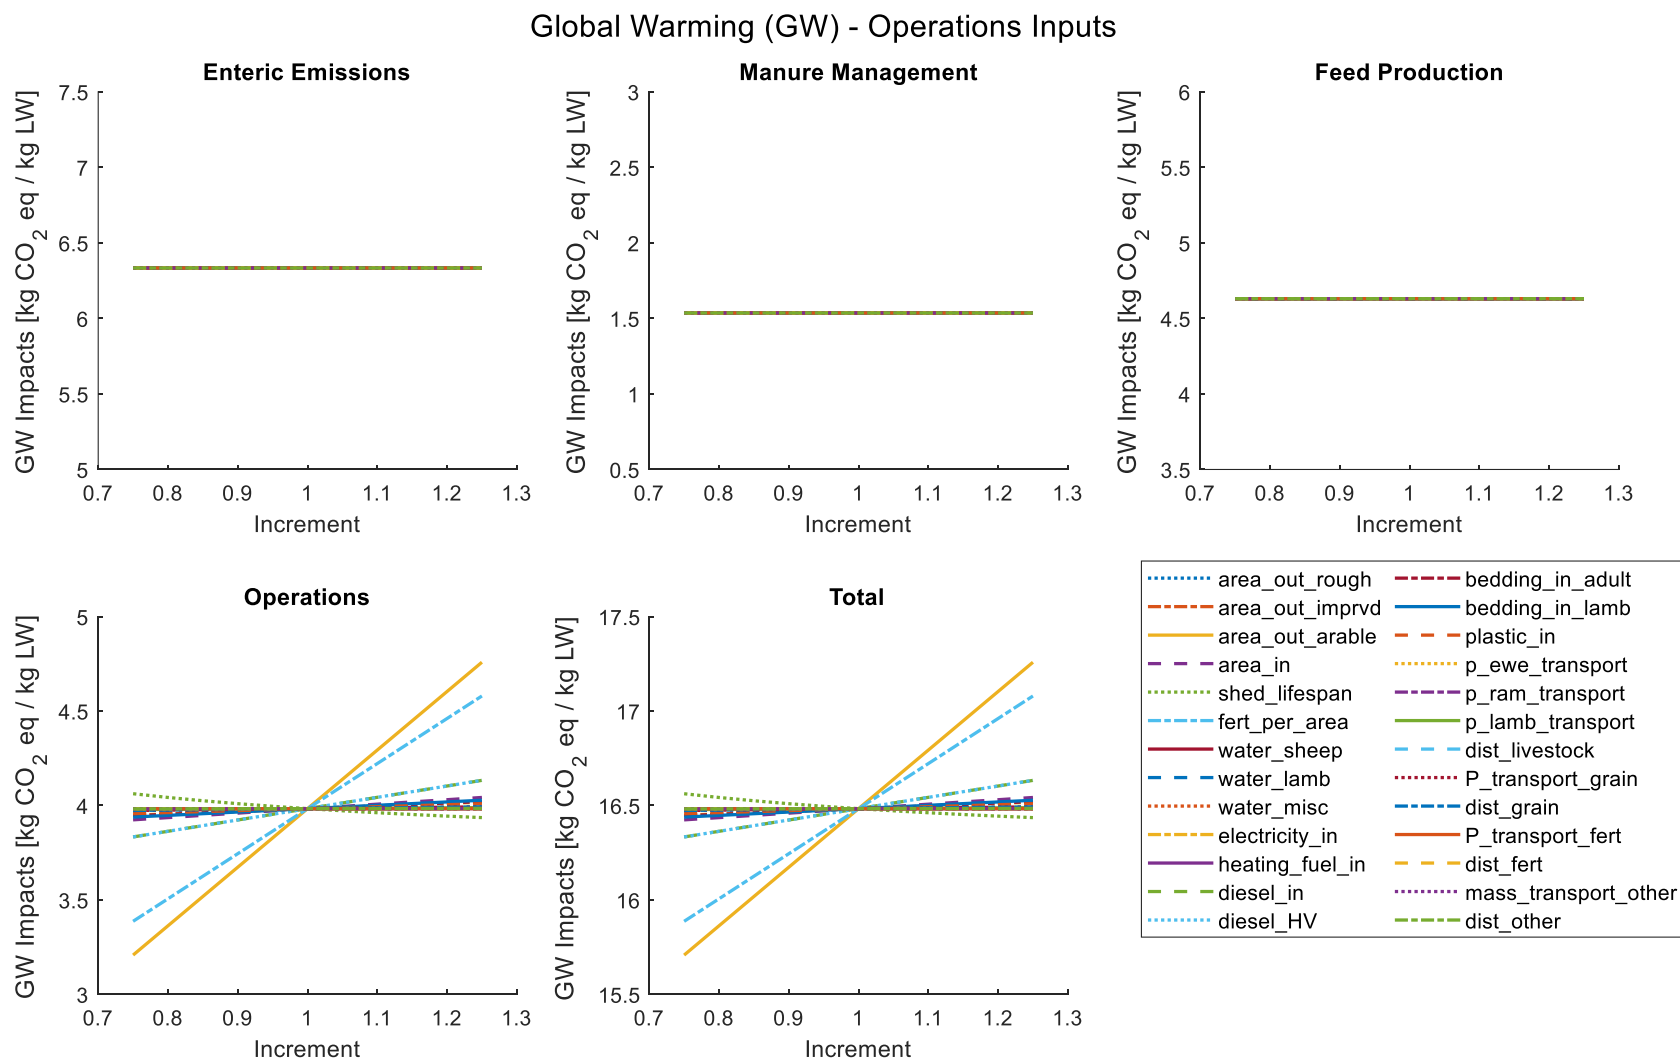 Global Warming (GW) - Operations Inputs
Enteric Emissions
GW Impacts [kg CO2 eq / kg LW]
7.5
7
6.5
6
5.5
5
0.7 0.8 0.9 1 1.1 1.2 1.3
Increment
Manure Management
GW Impacts [kg CO2 eq / kg LW]
3
2.5
2
1.5
1
0.5
0.7 0.8 0.9 1 1.1 1.2 1.3
Increment
Feed Production
GW Impacts [kg CO2 eq / kg LW]
6
5.5
5
4.5
4
3.5
0.7 0.8 0.9 1 1.1 1.2 1.3
Increment
Operations
GW Impacts [kg CO2 eq / kg LW]
5
4.5
4
3.5
3
0.7 0.8 0.9 1 1.1 1.2 1.3
Increment
Total
GW Impacts [kg CO2 eq / kg LW]
17.5
17
16.5
16
15.5
0.7 0.8 0.9 1 1.1 1.2 1.3
Increment
area_out_rough
area_out_imprvd
area_out_arable
area_in
shed_lifespan
fert_per_area
water_sheep
water_lamb
water_misc
electricity_in
heating_fuel_in
diesel_in
diesel_HV
bedding_in_adult
bedding_in_lamb
plastic_in
p_ewe_transport
p_ram_transport
p_lamb_transport
dist_livestock
P_transport_grain
dist_grain
P_transport_fert
dist_fert
mass_transport_other
dist_other